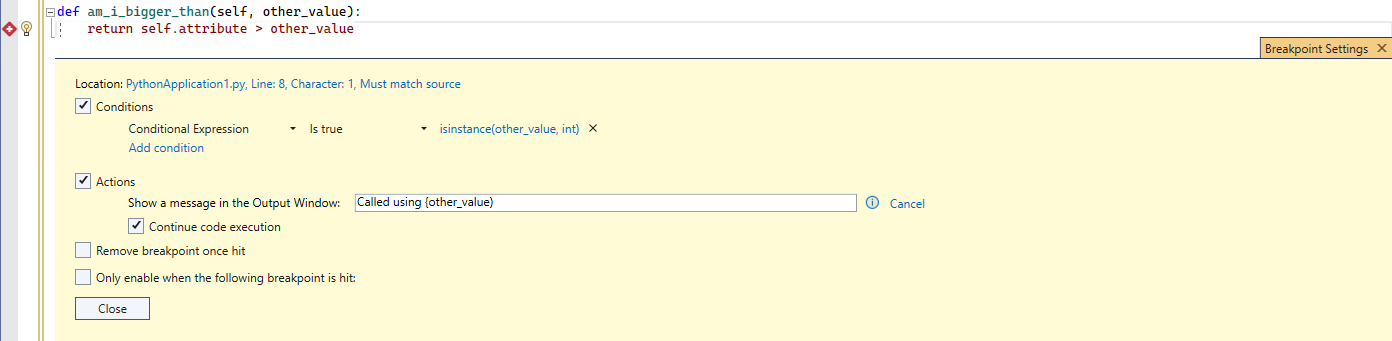 def am_i_bigger_than(self, other_value):
return self.attribute > other_value
Breakpoint Settings
Location: PythonApplication1.py, Line: 8, Character: 1, Must match source
Conditions
Conditional Expression Is true isinstance(other_value, int)
Add condition
Actions
Show a message in the Output Window: Called using {other_value} Cancel
Continue code execution
Remove breakpoint once hit
Only enable when the following breakpoint is hit:
Close